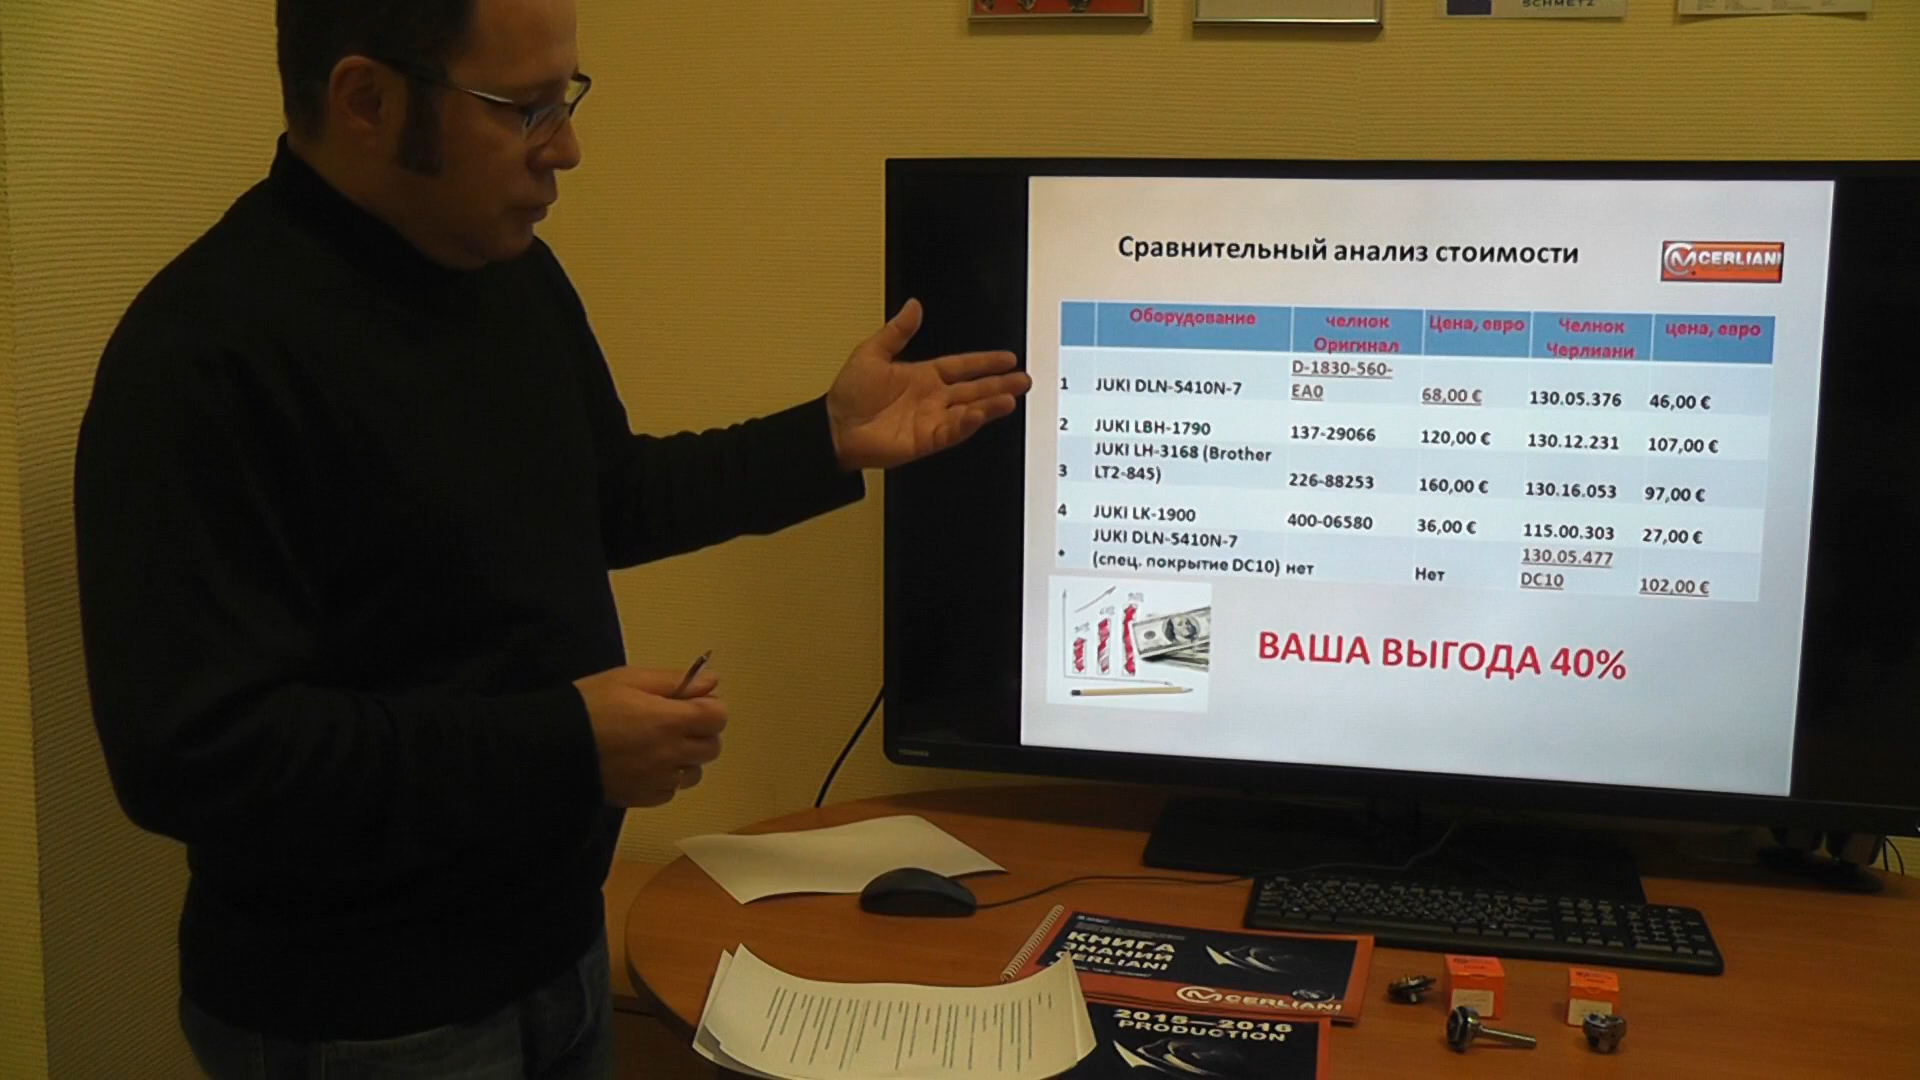 SCHMETZ
Сравнительный анализ стоимости
CERLIANI
Оборудование
челнок
Оригинал
Цена, евро
Челнок
Черлиани
цена, евро
1 JUKI DLN-5410N-7 D-1830-560-
EA0 68,00 € 130.05.376 46,00 €
2 JUKI LBH-1790 137-29066 120,00 € 130.12.231 107,00 €
3 JUKI LH-3168 (Brother
LT2-845) 226-88253 160,00 € 130.16.053 97,00 €
4 JUKI LK-1900 400-06580 36,00 € 115.00.303 27,00 €
* JUKI DLN-5410N-7
(спец. покрытие DC10) нет Нет 130.05.477
DC10 102,00 €
ВАША ВЫГОДА 40%
TOSHIBA
КНИГА
ЗНАНИЙ
CERLIANI
CERLIANI
2015—2016
PRODUCTION